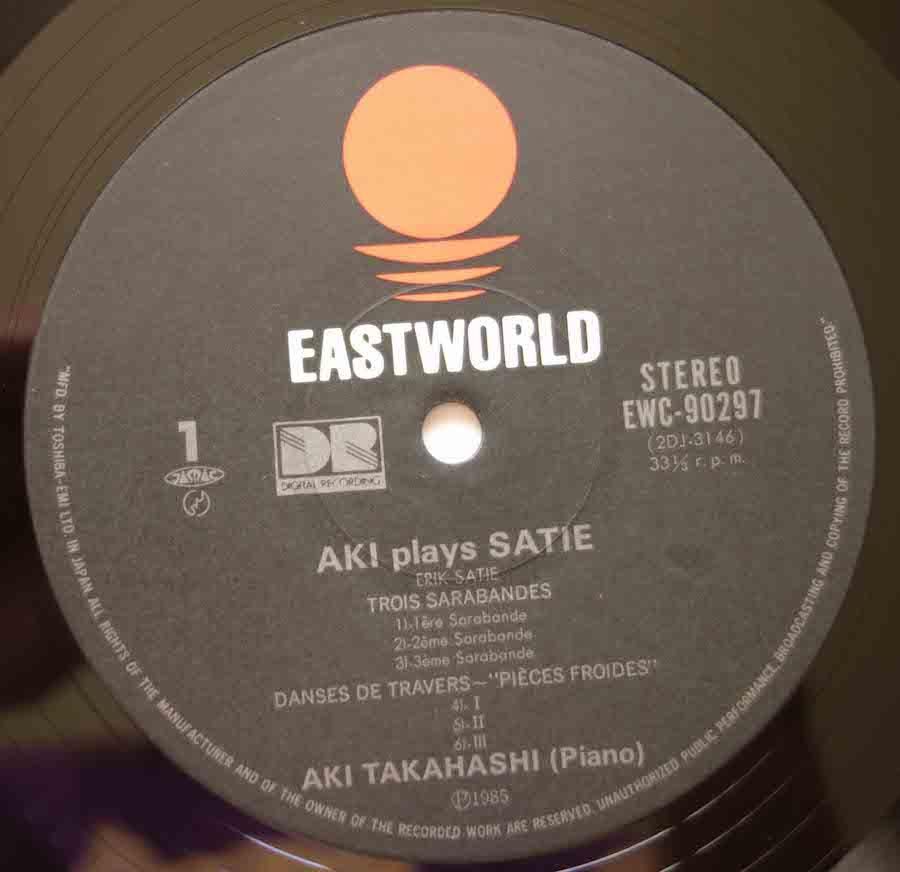 EASTWORLD
STEREO
EWC-90297
(2DJ-3146)
33⅓ r. p. m.
1
JASRAC
DR
DIGITAL RECORDING
AKI plays SATIE
ERIK SATIE
TROIS SARABANDES
1)-1ère Sarabande
2)-2ème Sarabande
3)-3ème Sarabande
DANSES DE TRAVERS~"PIÈCES FROIDES"
4)- I
5)- II
6)- III
AKI TAKAHASHI (Piano)
Ⓟ1985
"MFD BY TOSHIBA-EMI LTD. IN JAPAN. ALL RIGHTS OF THE MANUFACTURER AND OF THE OWNER OF THE RECORDED WORK ARE RESERVED. UNAUTHORIZED PUBLIC PERFORMANCE, BROADCASTING AND COPYING OF THE RECORD PROHIBITED."